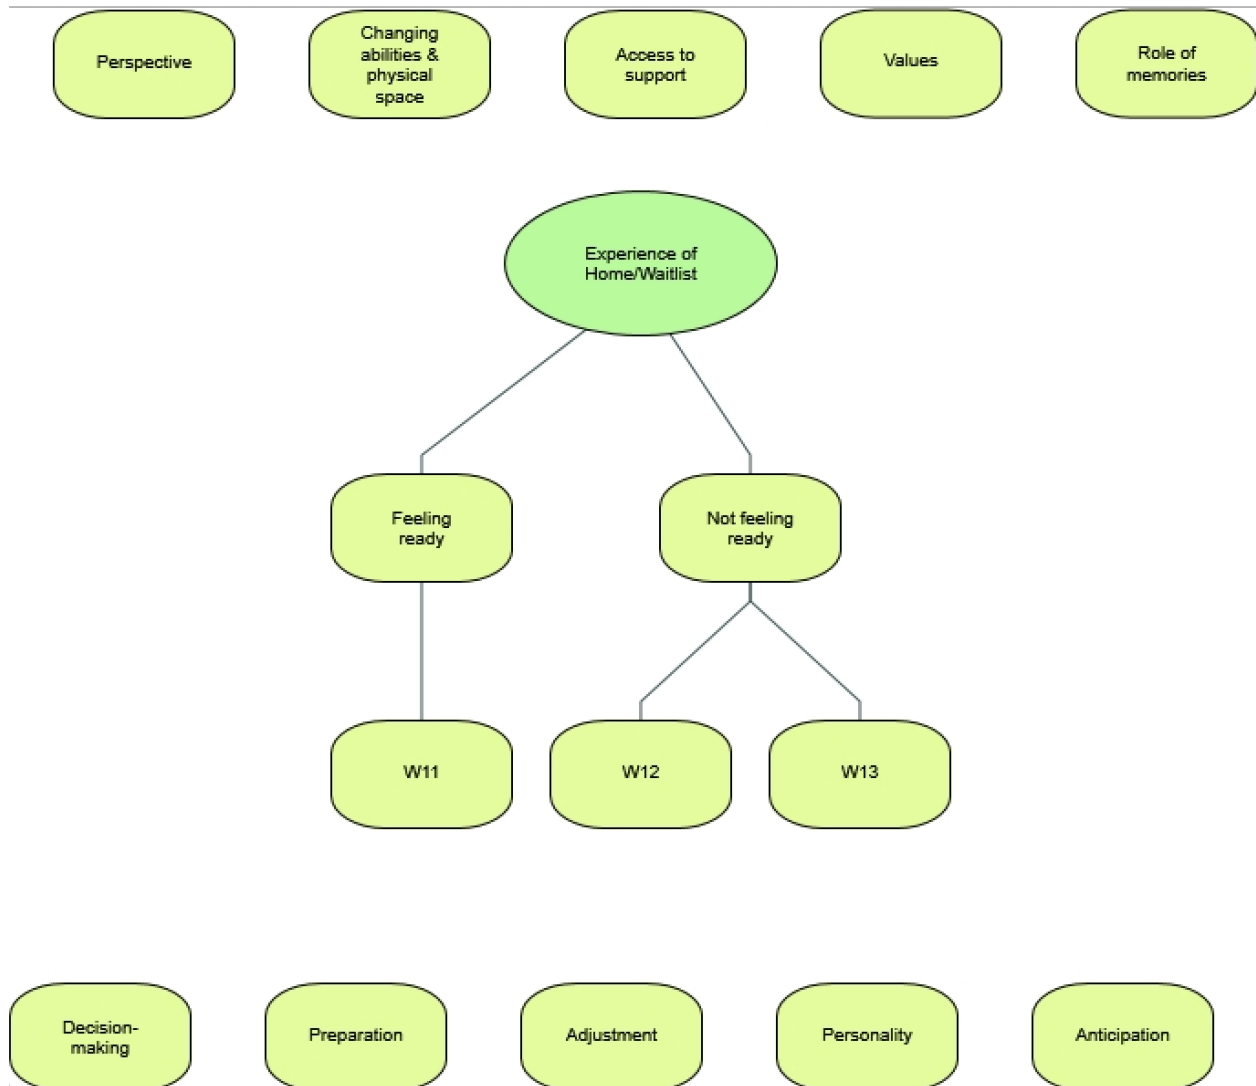 Perspective
Changing
abilities &
physical
space
Access to
support
Values
Role of
memories
Experience of
Home/Waitlist
Feeling
ready
Not feeling
ready
W11
W12
W13
Decision-
making
Preparation
Adjustment
Personality
Anticipation